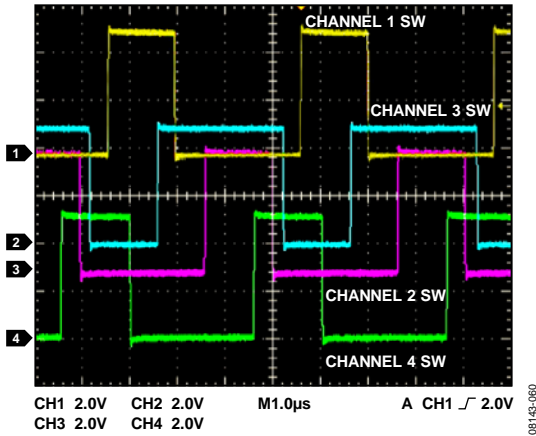 CHANNEL 1 SW
CHANNEL 3 SW
1
2
3
CHANNEL 2 SW
4
CHANNEL 4 SW
CH1 2.0V CH2 2.0V M1.0µs A CH1 2.0V
CH3 2.0V CH4 2.0V
08143-060